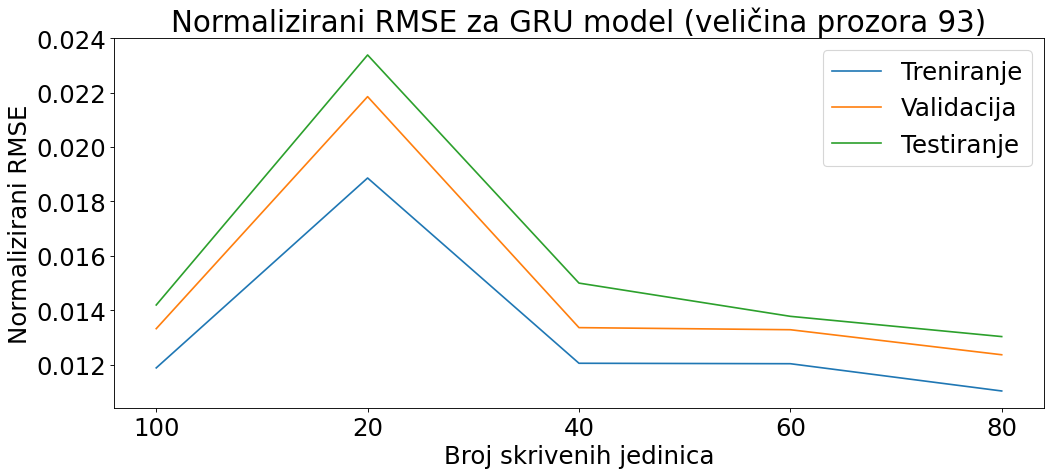 Normalizirani RMSE za GRU model (veličina prozora 93)
Normalizirani RMSE
0.024
0.022
0.020
0.018
0.016
0.014
0.012
Treniranje
Validacija
Testiranje
100 20 40 60 80
Broj skrivenih jedinica